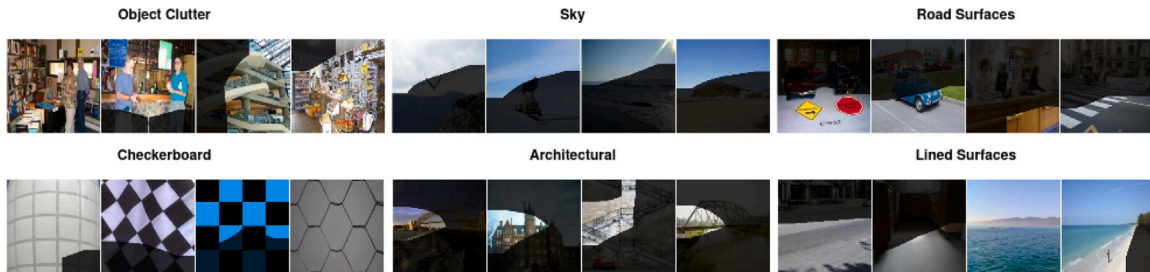 Object Clutter
Sky
Road Surfaces
Checkerboard
Architectural
Lined Surfaces